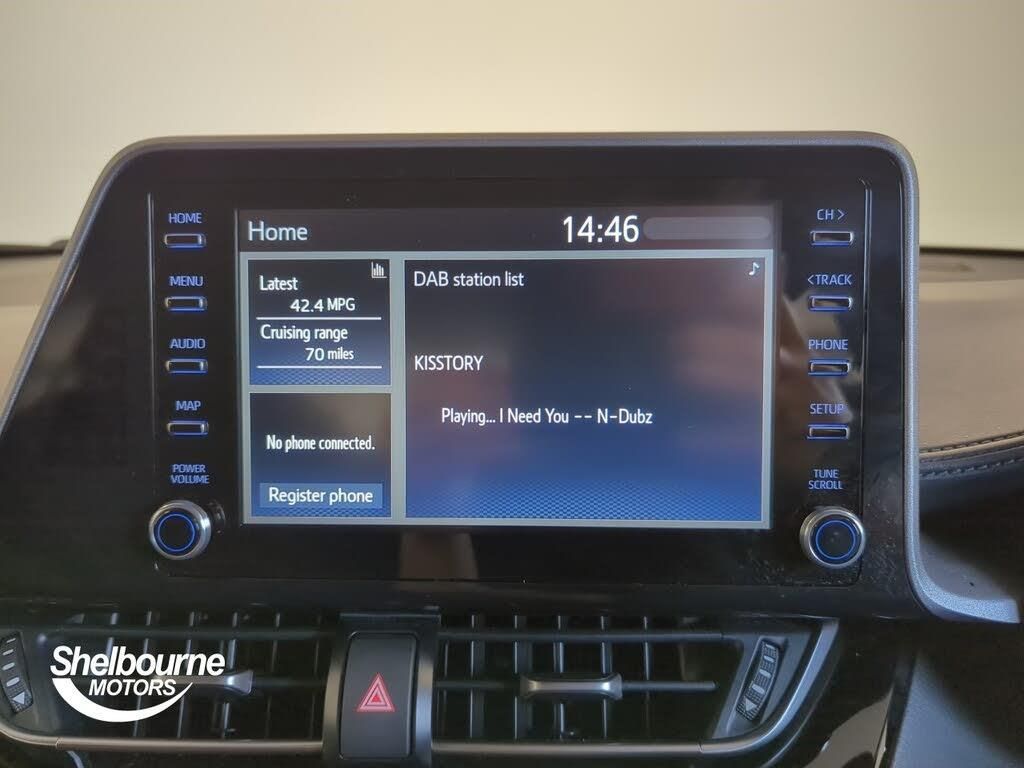 HOME
MENU
AUDIO
MAP
POWER
VOLUME
Home
14:46
Latest
42.4 MPG
Cruising range
70 miles
No phone connected.
Register phone
DAB station list
KISSTORY
Playing... I Need You -- N-Dubz
CH >
<TRACK
PHONE
SETUP
TUNE
SCROLL
Shelbourne
MOTORS